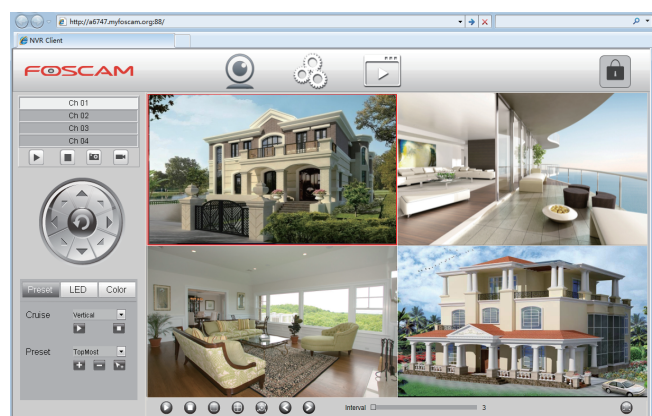 http://a6747.myfoscam.org:88/
NVR Client
FOSCAM
Ch 01
Ch 02
Ch 03
Ch 04
Preset LED Color
Cruise Vertical
Preset TopMost
Interval 3